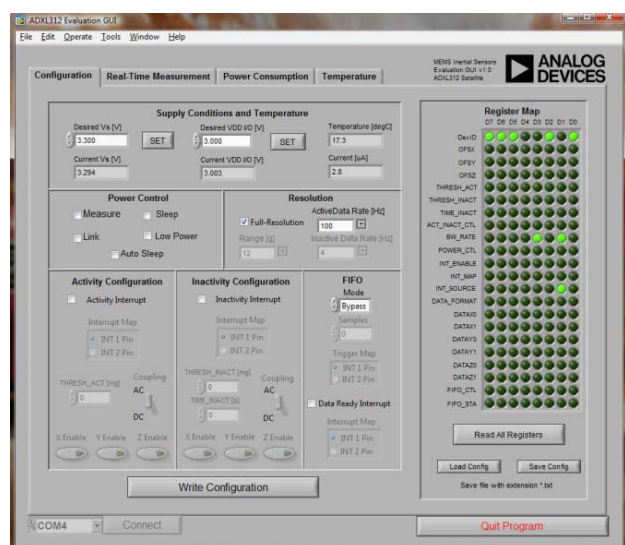 ADXL312 Evaluation GUI
File Edit Operate Tools Window Help
MEMS Inertial Sensors
Evaluation GUI v1.0
ADXL312 Satellite
ANALOG
DEVICES
Configuration Real-Time Measurement Power Consumption Temperature
Supply Conditions and Temperature
Desired Vs [V] Desired VDD I/O [V] Temperature [degC]
3.300 SET 3.000 SET 17.3
Current Vs [V] Current VDD I/O [V] Current [uA]
3.294 3.003 2.8
Power Control
Measure Sleep
Link Low Power
Auto Sleep
Resolution
ActiveData Rate [Hz]
Full-Resolution 100
Range [g] Inactive Data Rate [Hz]
12 4
Activity Configuration
Activity Interrupt
Interrupt Map
INT 1 Pin
INT 2 Pin
THRESH_ACT [mg] Coupling
0 AC
DC
X Enable Y Enable Z Enable
Inactivity Configuration
Inactivity Interrupt
Interrupt Map
INT 1 Pin
INT 2 Pin
THRESH_INACT [mg] Coupling
0 AC
TIME_INACT [s]
0 DC
X Enable Y Enable Z Enable
FIFO
Mode
Bypass
Samples
0
Trigger Map
INT 1 Pin
INT 2 Pin
Data Ready Interrupt
Interrupt Map
INT 1 Pin
INT 2 Pin
Write Configuration
Register Map
D7 D6 D5 D4 D3 D2 D1 D0
DevID
OFSX
OFSY
OFSZ
THRESH_ACT
THRESH_INACT
TIME_INACT
ACT_INACT_CTL
BW_RATE
POWER_CTL
INT_ENABLE
INT_MAP
INT_SOURCE
DATA_FORMAT
DATAX0
DATAX1
DATAY0
DATAY1
DATAZ0
DATAZ1
FIFO_CTL
FIFO_STA
Read All Registers
Load Config Save Config
Save file with extension *.txt
COM4 Connect Quit Program